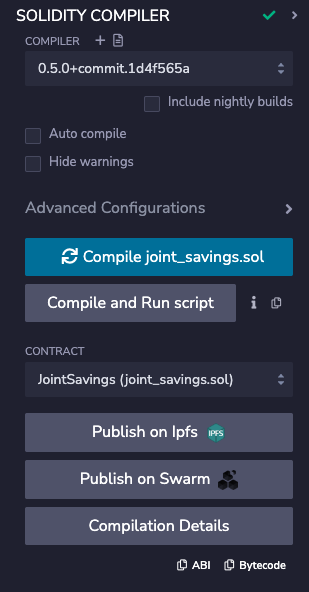 SOLIDITY COMPILER
COMPILER
0.5.0+commit.1d4f565a
Include nightly builds
Auto compile
Hide warnings
Advanced Configurations
Compile joint_savings.sol
Compile and Run script
CONTRACT
JointSavings (joint_savings.sol)
Publish on Ipfs IPFS
Publish on Swarm
Compilation Details
ABI Bytecode